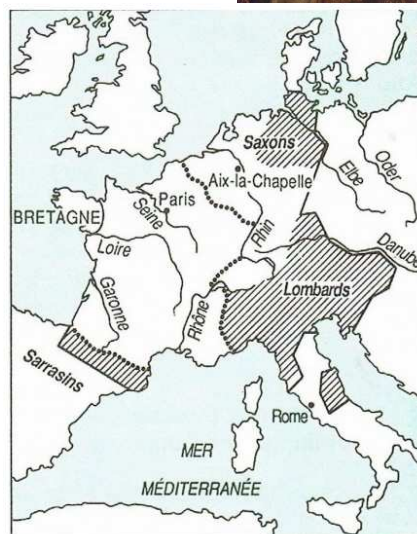 Saxons
Aix-la-Chapelle
Paris
BRETAGNE
Seine
Rhin
Elbe
Oder
Loire
Danube
Garonne
Rhône
Lombards
Sarrasins
Rome
MER
MÉDITERRANÉE